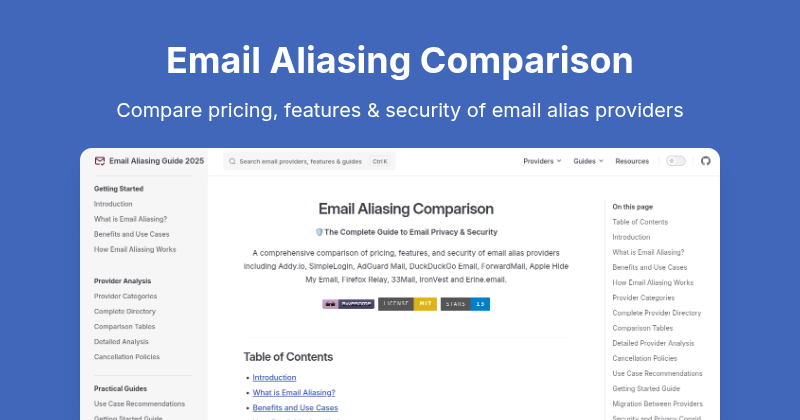 Email Aliasing Comparison
Compare pricing, features & security of email alias providers
Email Aliasing Guide 2025
Search email providers, features & guides
Ctrl K
Providers
Guides
Resources
Getting Started
Introduction
What is Email Aliasing?
Benefits and Use Cases
How Email Aliasing Works
Provider Analysis
Provider Categories
Complete Directory
Comparison Tables
Detailed Analysis
Cancellation Policies
Practical Guides
Use Case Recommendations
Getting Started Guide
Email Aliasing Comparison
The Complete Guide to Email Privacy & Security
A comprehensive comparison of pricing, features, and security of email alias providers
including Addy.io, SimpleLogin, AdGuard Mail, DuckDuckGo Email, ForwardMail, Apple Hide
My Email, Firefox Relay, 33Mail, IronVest and Erine.email.
AWESOME
LICENSE MIT
STARS 13
Table of Contents
• Introduction
• What is Email Aliasing?
• Benefits and Use Cases
On this page
Table of Contents
Introduction
What is Email Aliasing?
Benefits and Use Cases
How Email Aliasing Works
Provider Categories
Complete Provider Directory
Comparison Tables
Detailed Provider Analysis
Cancellation Policies
Use Case Recommendations
Getting Started Guide
Migration Between Providers
Security and Privacy